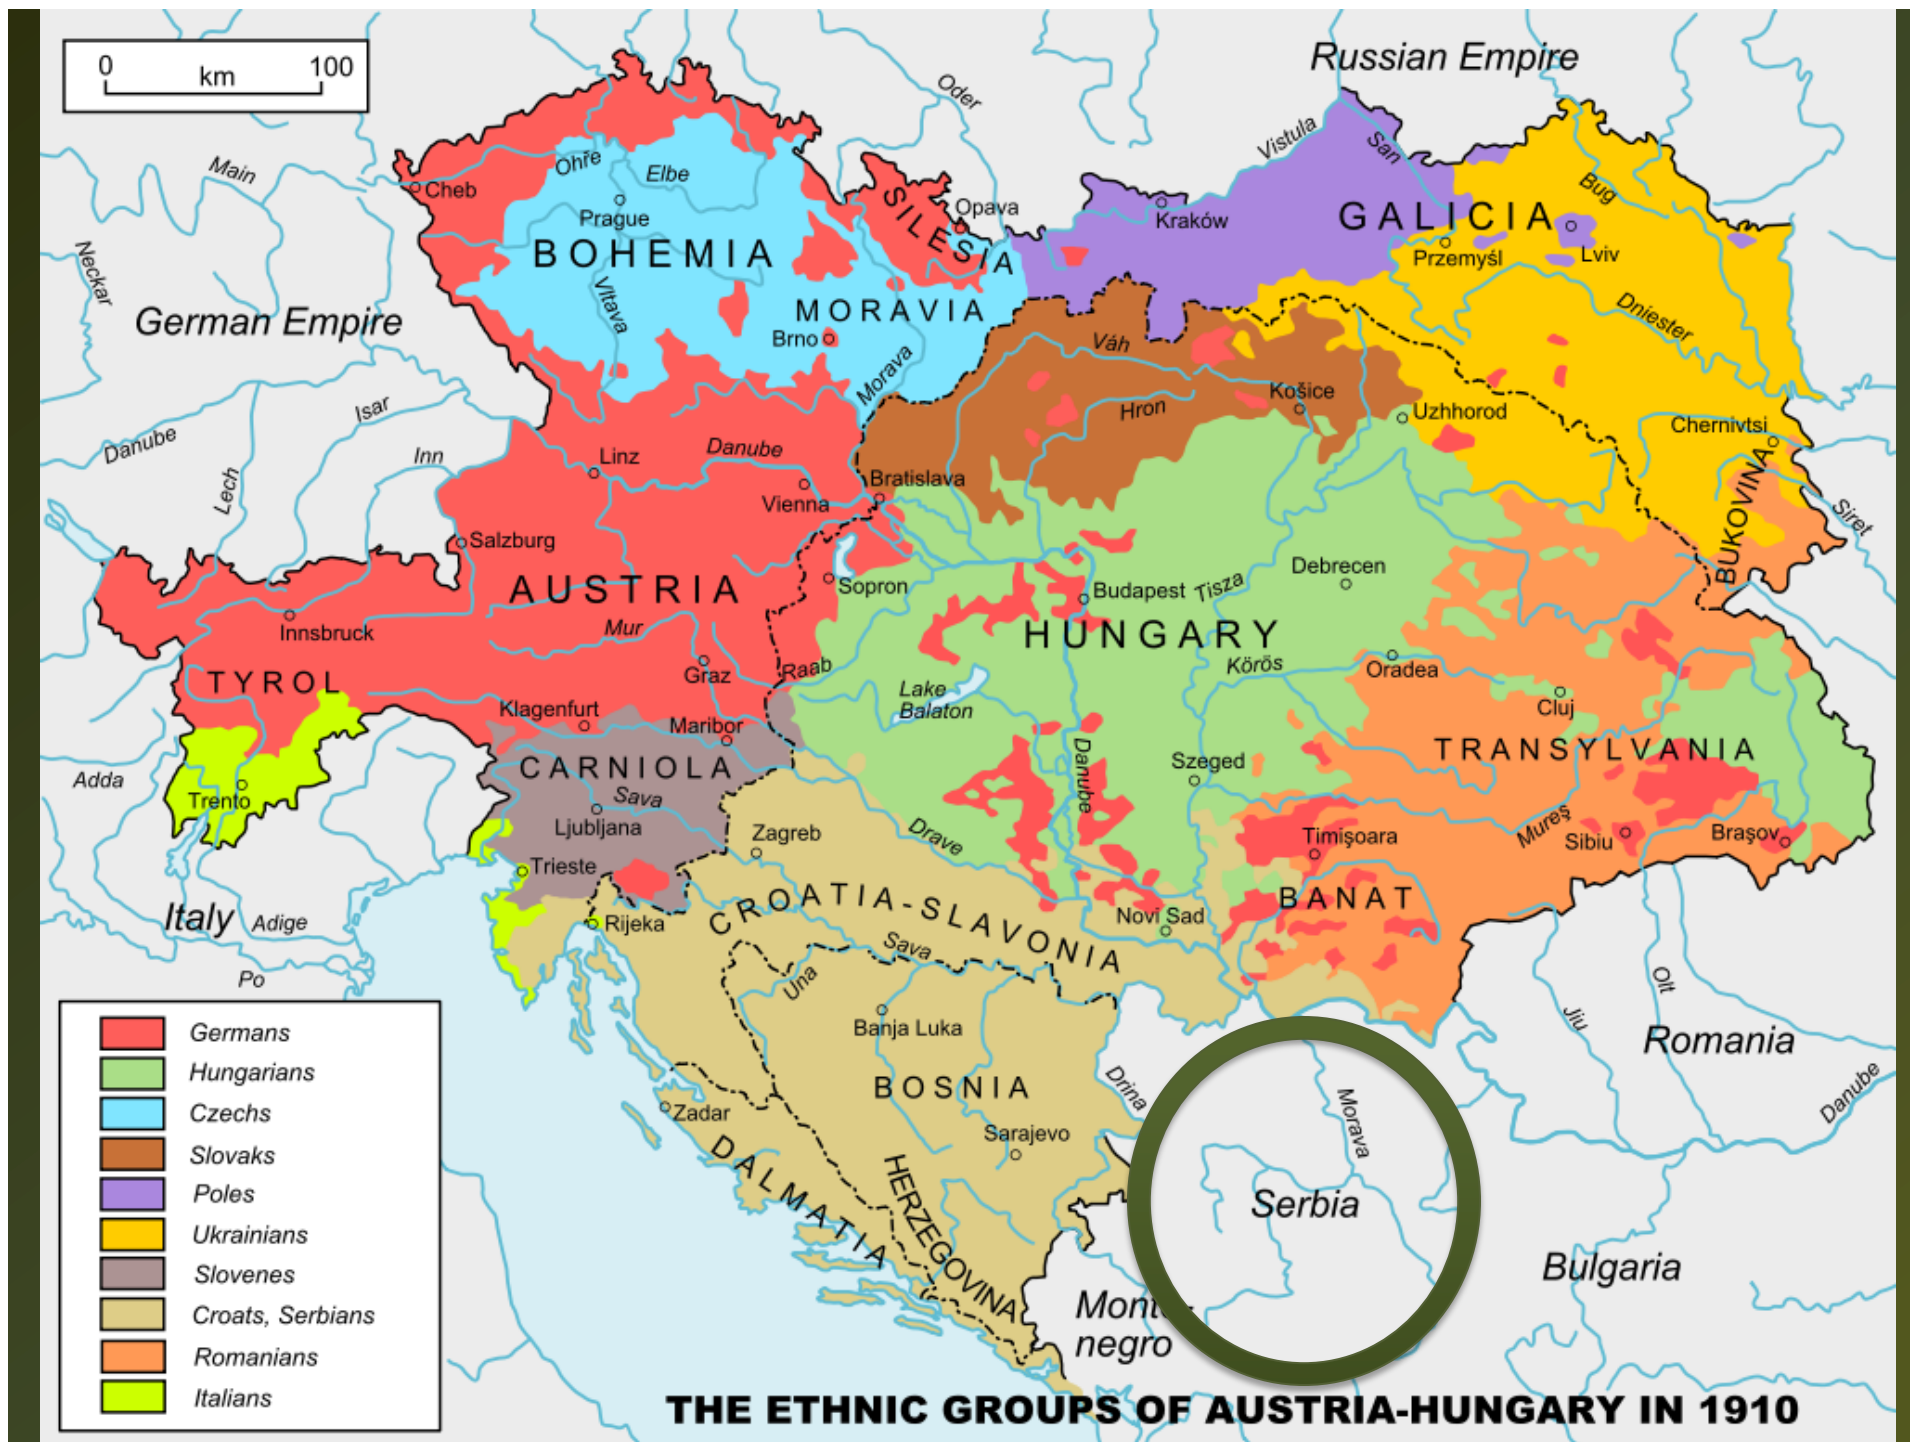 0
100
km
Russian Empire
Oder
Vistula
San
Main
Ohře
Elbe
Cheb
Prague
Opava
Kraków
GALICIA
Bug
SILESIA
Przemyśl
Lviv
BOHEMIA
Neckar
Vltava
MORAVIA
German Empire
Dniester
Brno
Váh
Morava
Isar
Hron
Košice
Uzhhorod
Chernivtsi
Danube
Inn
Linz
Danube
Lech
Bratislava
Vienna
BUKOVINA
Siret
Salzburg
AUSTRIA
Sopron
Budapest
Tisza
Debrecen
Innsbruck
Mur
HUNGARY
TYROL
Graz
Raab
Körös
Oradea
Lake
Balaton
Klagenfurt
Maribor
Cluj
TRANSYLVANIA
CARNIOLA
Danube
Szeged
Adda
Trento
Sava
Ljubljana
Zagreb
Drave
Timişoara
Mureş
Sibiu
Braşov
Trieste
BANAT
Italy
Adige
Rijeka
CROATIA-SLAVONIA
Novi Sad
Sava
Po
Una
Olt
Jiu
Banja Luka
Romania
BOSNIA
Drina
Morava
Danube
Zadar
Sarajevo
DALMATIA
HERZEGOVINA
Serbia
Bulgaria
Monte-
negro
Germans
Hungarians
Czechs
Slovaks
Poles
Ukrainians
Slovenes
Croats, Serbians
Romanians
Italians
THE ETHNIC GROUPS OF AUSTRIA-HUNGARY IN 1910